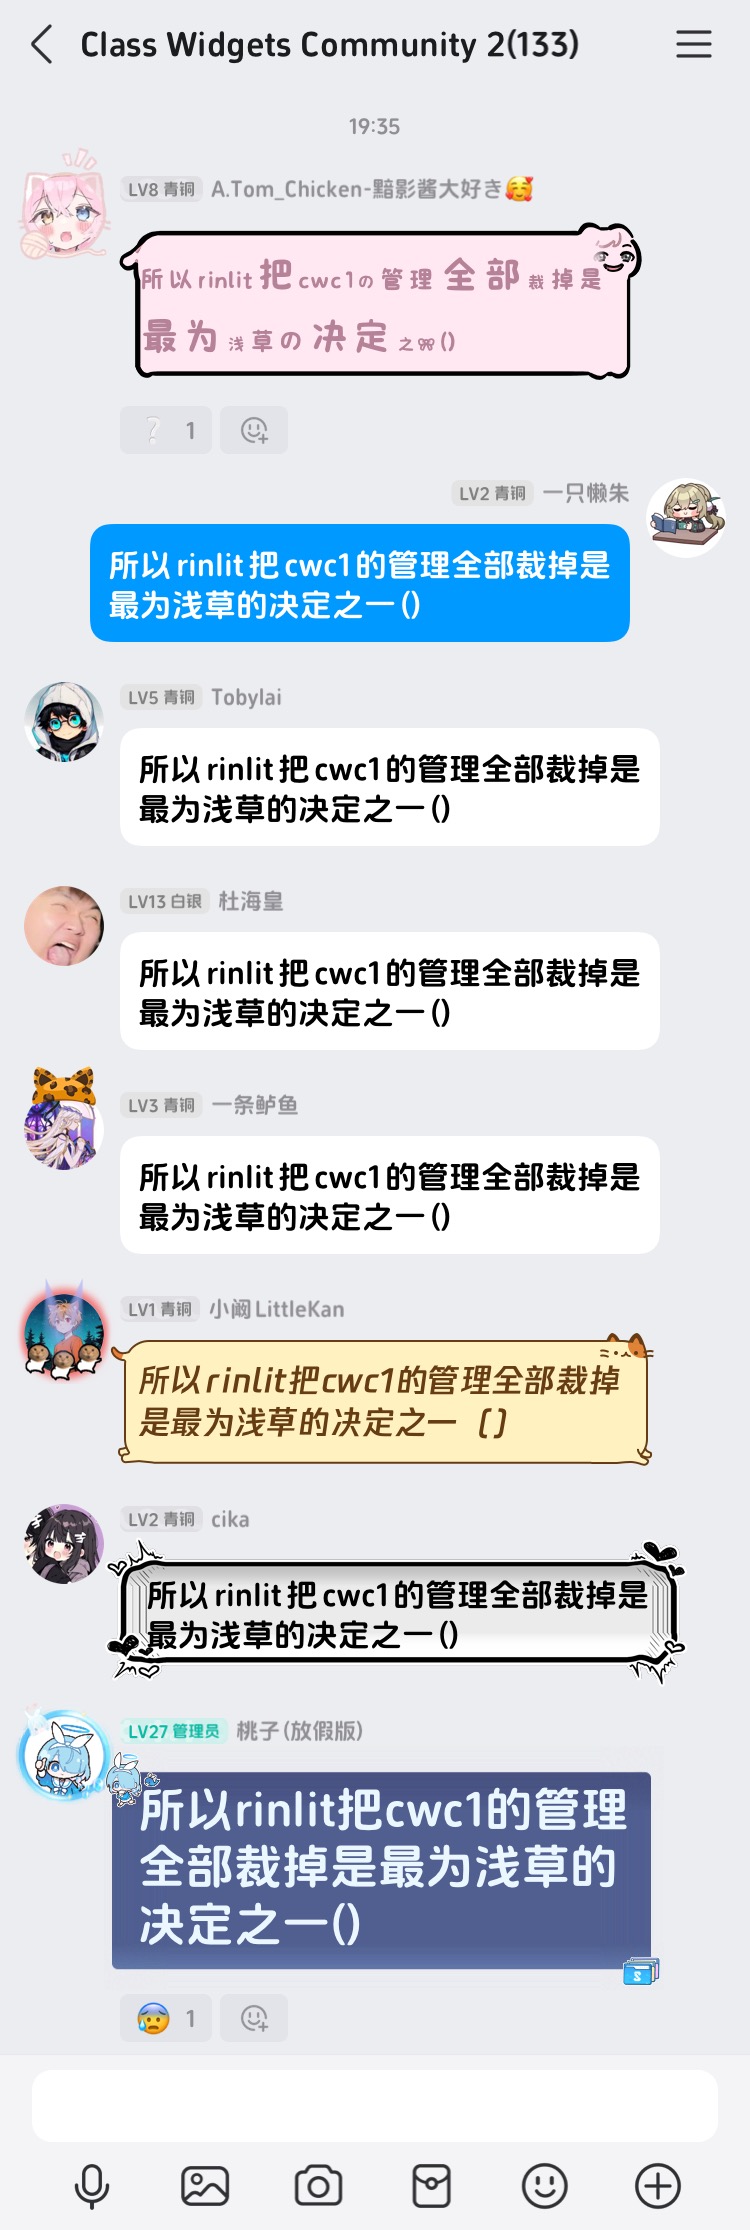 Class Widgets Community 2(133)
19:35
LV8 青铜 A.Tom_Chicken-黯影酱大好き🥰
所以rinlit把cwc1の管理全部裁掉是
最为浅草の决定之🎀()
❔ 1
LV2 青铜 一只懒朱
所以rinlit把cwc1的管理全部裁掉是
最为浅草的决定之一()
LV5 青铜 Tobylai
所以rinlit把cwc1的管理全部裁掉是
最为浅草的决定之一()
LV13 白银 杜海皇
所以rinlit把cwc1的管理全部裁掉是
最为浅草的决定之一()
LV3 青铜 一条鲈鱼
所以rinlit把cwc1的管理全部裁掉是
最为浅草的决定之一()
LV1 青铜 小阚LittleKan
所以rinlit把cwc1的管理全部裁掉
是最为浅草的决定之一（）
LV2 青铜 cika
所以rinlit把cwc1的管理全部裁掉是
最为浅草的决定之一()
LV27 管理员 桃子(放假版)
所以rinlit把cwc1的管理
全部裁掉是最为浅草的
决定之一()
S
😰 1